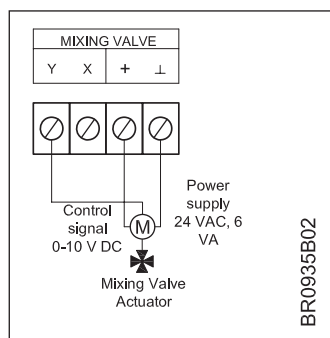 MIXING VALVE
Y X + ⊥
M
Control
signal
0-10 V DC
Power
supply
24 VAC, 6
VA
Mixing Valve
Actuator
BR0935B02